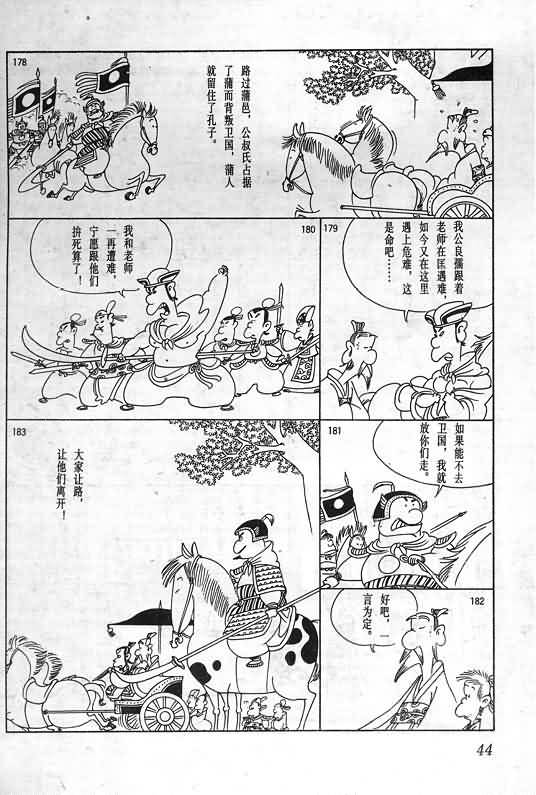 178
路过蒲邑，公叔氏占据
了蒲而背叛卫国，蒲人
就留住了孔子。
179
我公良孺跟着
老师在匡遇难，
如今又在这里
遇上危难，这
是命吧……
180
我和老师
一再遭难，
宁愿跟他们
拚死算了！
181
如果能不去
卫国，我就
放你们走。
182
好吧，一
言为定。
183
大家让路，
让他们离开！
44